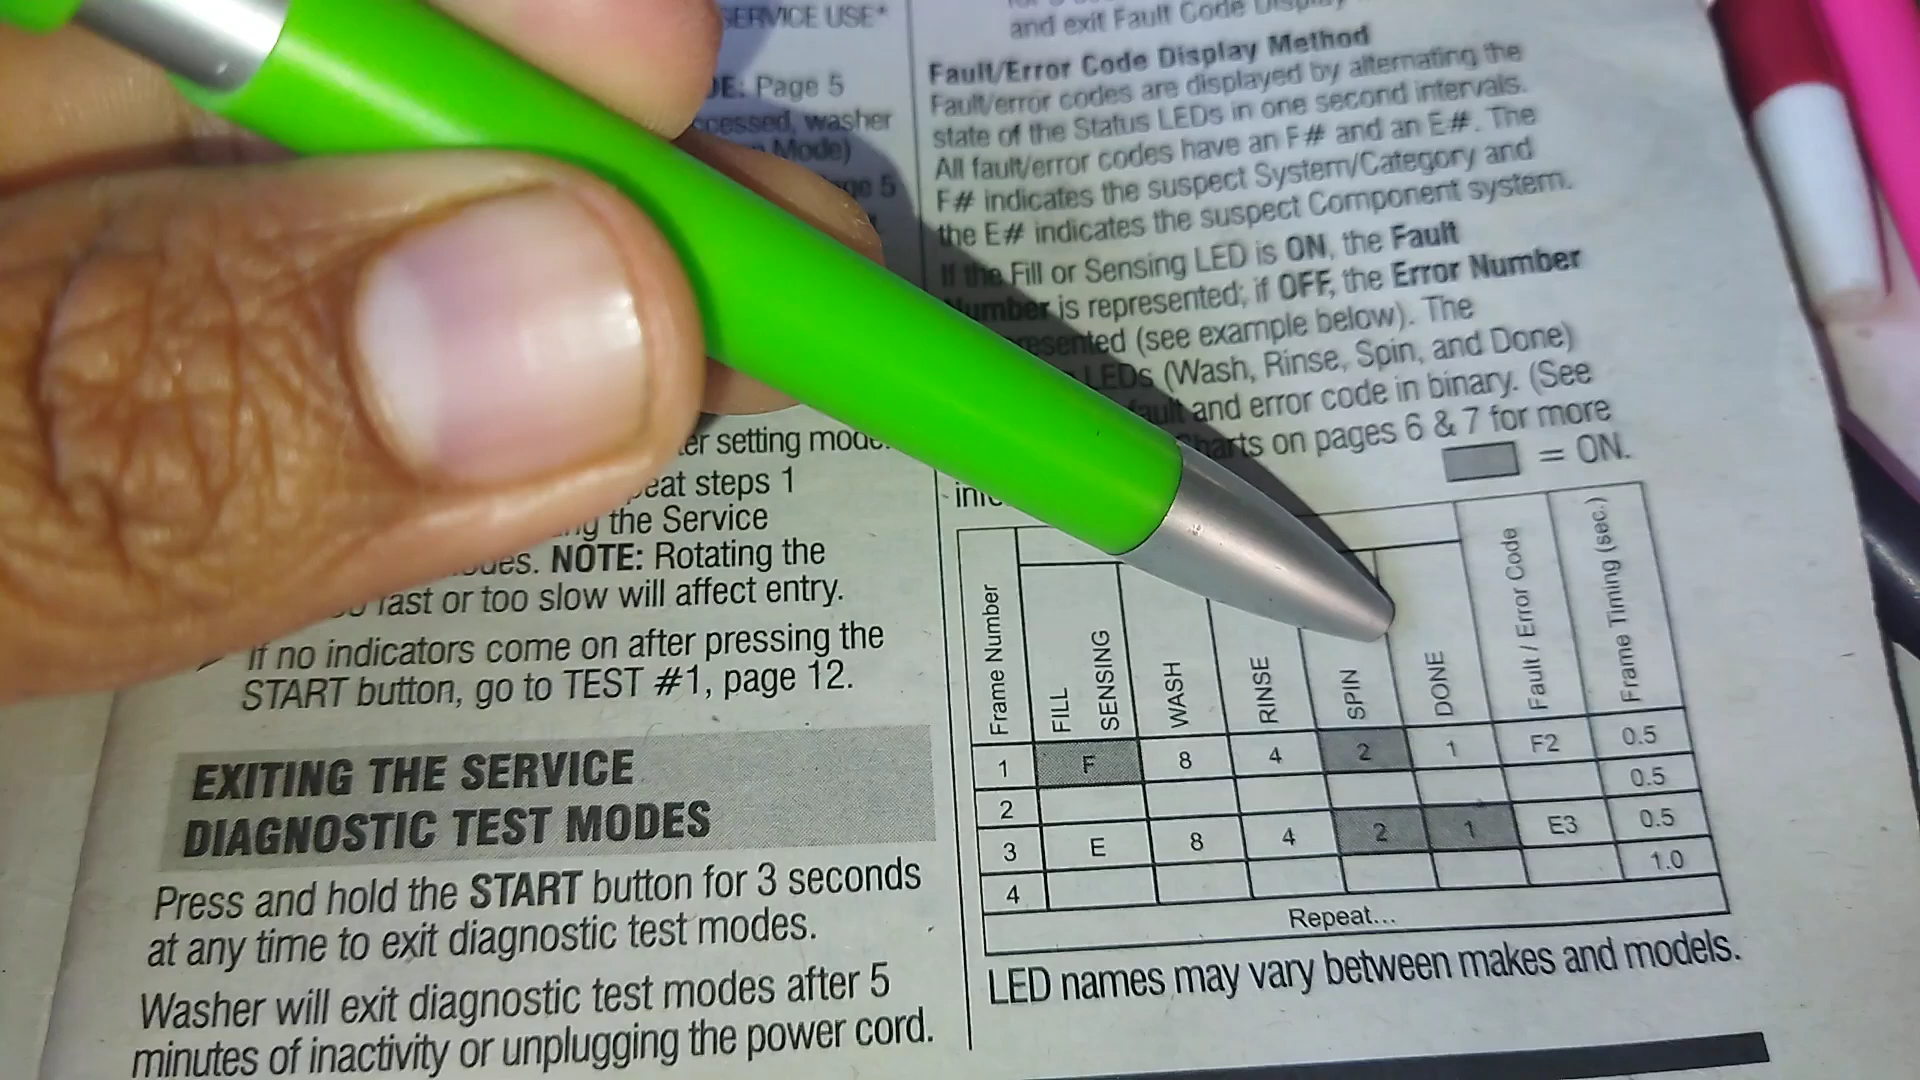 SERVICE USE*
E: Page 5
washer
Mode)
5
er setting mode.
eat steps 1
the Service
NOTE: Rotating the
fast or too slow will affect entry.
If no indicators come on after pressing the
START button, go to TEST #1, page 12.
EXITING THE SERVICE
DIAGNOSTIC TEST MODES
Press and hold the START button for 3 seconds
at any time to exit diagnostic test modes.
Washer will exit diagnostic test modes after 5
minutes of inactivity or unplugging the power cord.
and exit Fault Code Display
Fault/Error Code Display Method
Fault/error codes are displayed by alternating the
state of the Status LEDs in one second intervals.
All fault/error codes have an F# and an E#. The
F# indicates the suspect System/Category and
the E# indicates the suspect Component system.
If the Fill or Sensing LED is ON, the Fault
Number is represented; if OFF, the Error Number
resented (see example below). The
LEDs (Wash, Rinse, Spin, and Done)
fault and error code in binary. (See
Charts on pages 6 & 7 for more
= ON.
Frame Number FILL SENSING WASH RINSE SPIN DONE Fault / Error Code Frame Timing (sec.)
1 F 8 4 2 1 F2 0.5
2 0.5
3 E 8 4 2 1 E3 0.5
4 1.0
Repeat...
LED names may vary between makes and models.